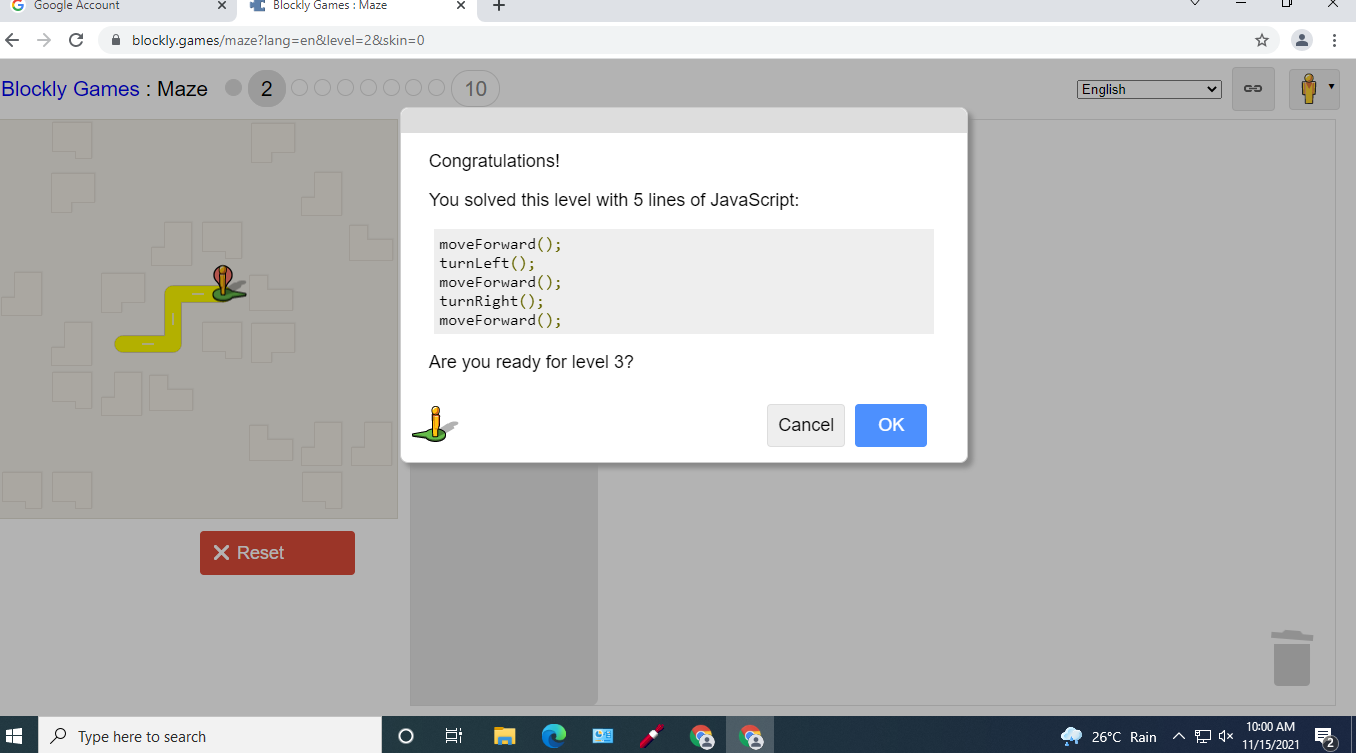 Google Account
Blockly Games : Maze
blockly.games/maze?lang=en&level=2&skin=0
Blockly Games : Maze 2 10
English
Congratulations!
You solved this level with 5 lines of JavaScript:
moveForward();
turnLeft();
moveForward();
turnRight();
moveForward();
Are you ready for level 3?
Cancel
OK
Reset
Type here to search
26°C Rain
10:00 AM
11/15/2021
2